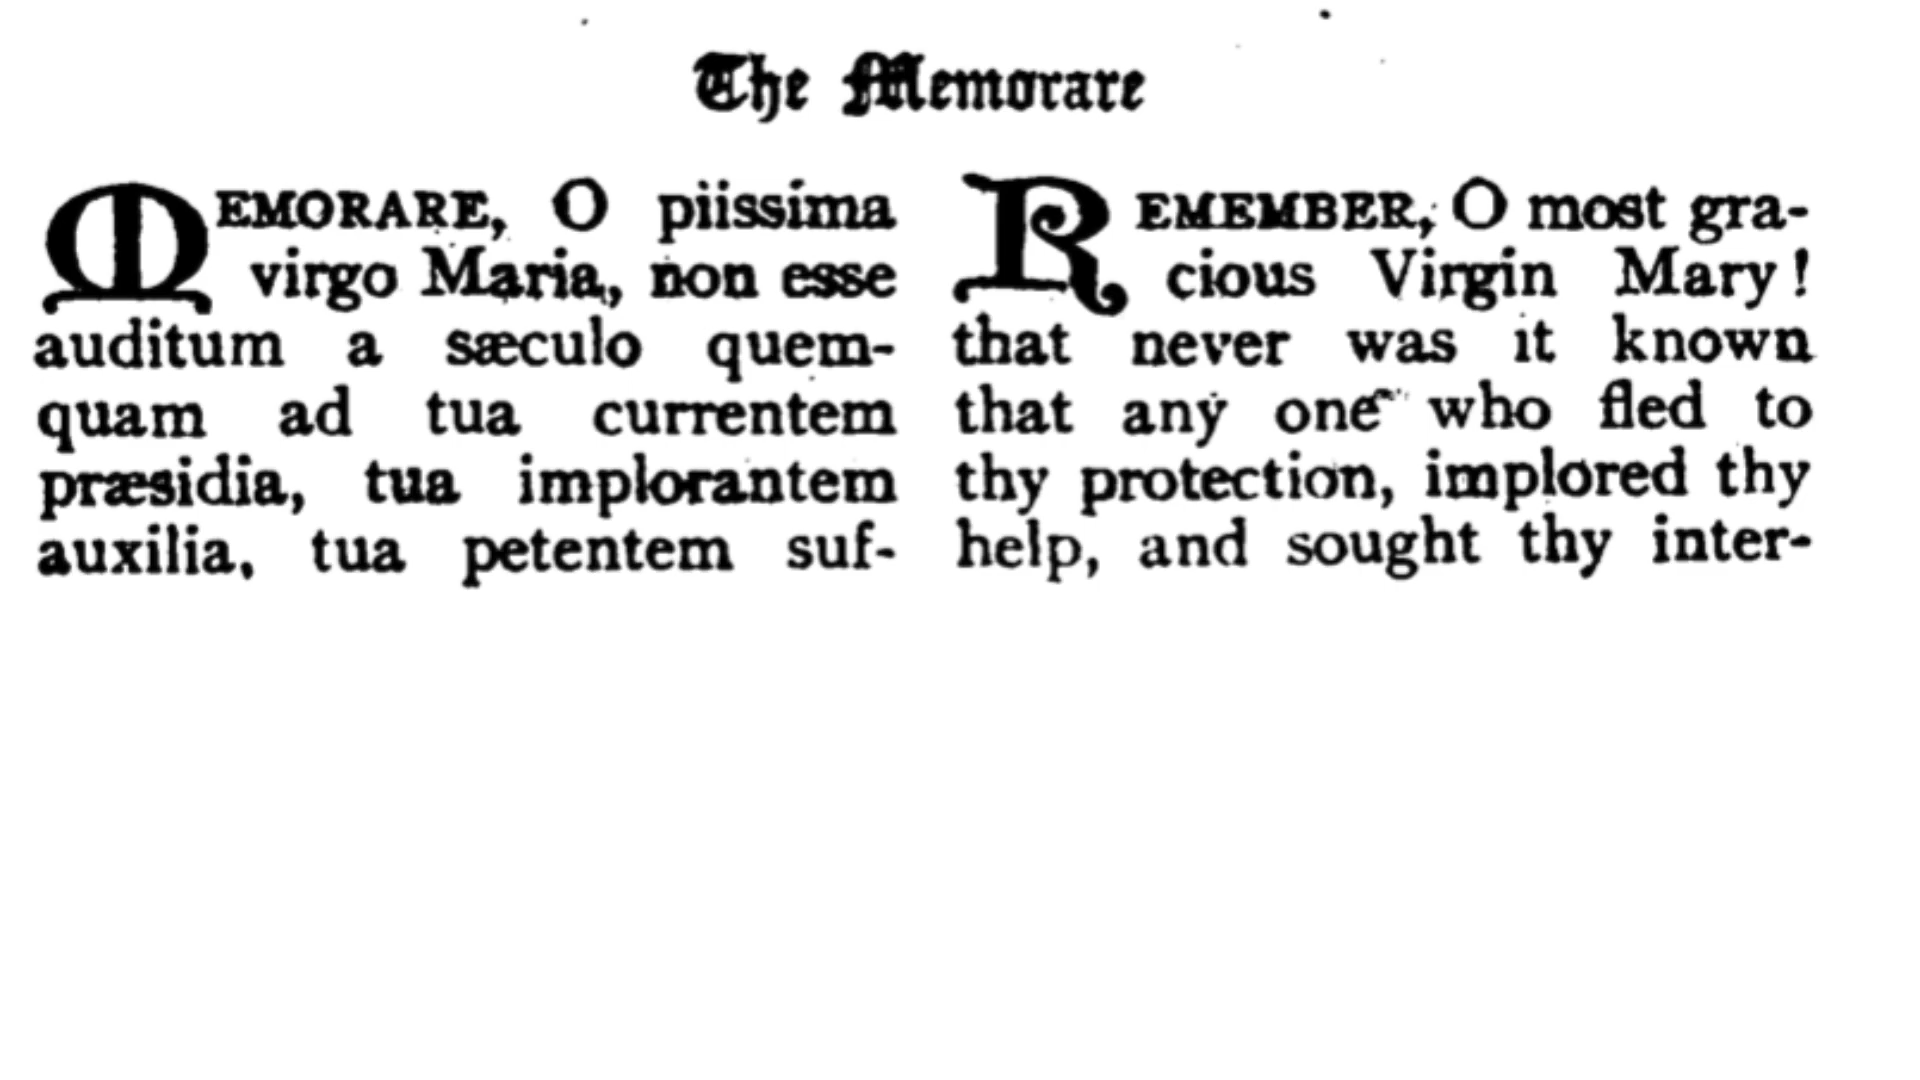 The Memorare
MEMORARE, O piissima
virgo Maria, non esse
auditum a sæculo quem-
quam ad tua currentem
præsidia, tua implorantem
auxilia, tua petentem suf-
REMEMBER, O most gra-
cious Virgin Mary!
that never was it known
that any one who fled to
thy protection, implored thy
help, and sought thy inter-